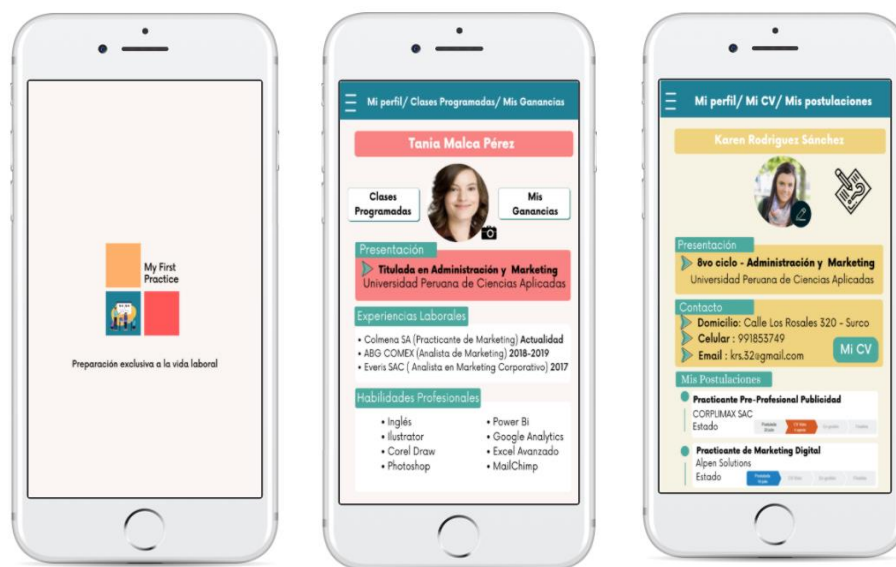 My First
Practice
Preparación exclusiva a la vida laboral
Mi perfil/ Clases Programadas/ Mis Ganancias
Tania Malca Pérez
Clases
Programadas
Mis
Ganancias
Presentación
Titulada en Administración y Marketing
Universidad Peruana de Ciencias Aplicadas
Experiencias Laborales
• Colmena SA (Practicante de Marketing) Actualidad
• ABG COMEX (Analista de Marketing) 2018-2019
• Everis SAC ( Analista en Marketing Corporativo) 2017
Habilidades Profesionales
• Inglés
• Ilustrator
• Corel Draw
• Photoshop
• Power Bi
• Google Analytics
• Excel Avanzado
• MailChimp
Mi perfil/ Mi CV/ Mis postulaciones
Karen Rodriguez Sánchez
Presentación
8vo ciclo - Administración y Marketing
Universidad Peruana de Ciencias Aplicadas
Contacto
Domicilio: Calle Los Rosales 320 - Surco
Celular : 991853749
Email : krs.32@gmail.com
Mi CV
Mis Postulaciones
Practicante Pre-Profesional Publicidad
CORPLIMAX SAC
Estado
Practicante de Marketing Digital
Alpen Solutions
Estado